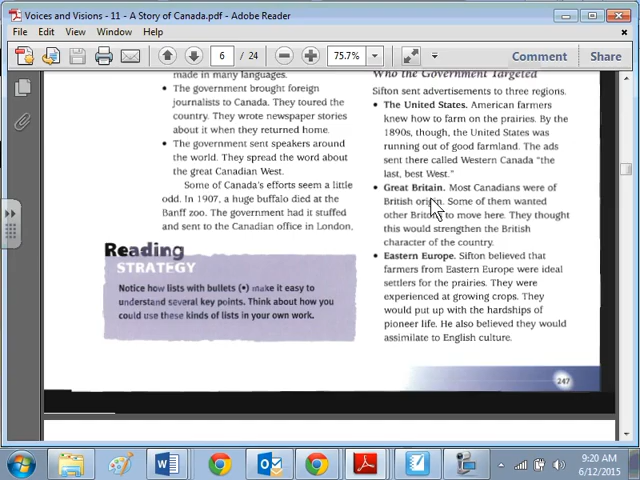 Voices and Visions - 11 - A Story of Canada.pdf - Adobe Reader
File Edit View Window Help
6 / 24 75.7% Comment Share
made in many languages.
• The government brought foreign
journalists to Canada. They toured the
country. They wrote newspaper stories
about it when they returned home.
• The government sent speakers around
the world. They spread the word about
the great Canadian West.
Some of Canada's efforts seem a little
odd. In 1907, a huge buffalo died at the
Banff zoo. The government had it stuffed
and sent to the Canadian office in London,
Reading
STRATEGY
Notice how lists with bullets (•) make it easy to
understand several key points. Think about how you
could use these kinds of lists in your own work.
Who the Government Targeted
Sifton sent advertisements to three regions.
• The United States. American farmers
knew how to farm on the prairies. By the
1890s, though, the United States was
running out of good farmland. The ads
sent there called Western Canada "the
last, best West."
• Great Britain. Most Canadians were of
British origin. Some of them wanted
other Britons to move here. They thought
this would strengthen the British
character of the country.
• Eastern Europe. Sifton believed that
farmers from Eastern Europe were ideal
settlers for the prairies. They were
experienced at growing crops. They
would put up with the hardships of
pioneer life. He also believed they would
assimilate to English culture.
247
9:20 AM
6/12/2015